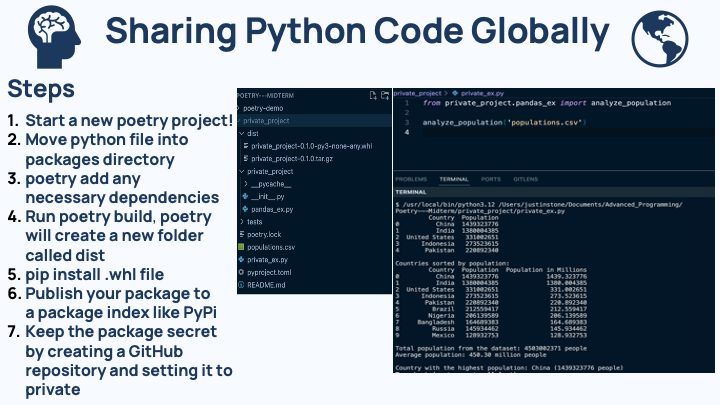 Sharing Python Code Globally
Steps
1. Start a new poetry project!
2. Move python file into
packages directory
3. poetry add any
necessary dependencies
4. Run poetry build, poetry
will create a new folder
called dist
5. pip install .whl file
6. Publish your package to
a package index like PyPi
7. Keep the package secret
by creating a GitHub
repository and setting it to
private
POETRY---MIDTERM
poetry-demo
private_project
dist
private_project-0.1.0-py3-none-any.whl
private_project-0.1.0.tar.gz
private_project
__pycache__
__init__.py
pandas_ex.py
tests
poetry.lock
populations.csv
private_ex.py
pyproject.toml
README.md
private_project > private_ex.py
1 from private_project.pandas_ex import analyze_population
2
3 analyze_population('populations.csv')
4
PROBLEMS TERMINAL PORTS GITLENS
TERMINAL
$ /usr/local/bin/python3.12 /Users/justinstone/Documents/Advanced_Programming/
Poetry---Midterm/private_project/private_ex.py
Country Population
0 China 1439323776
1 India 1380004385
2 United States 331002651
3 Indonesia 273523615
4 Pakistan 220892340
Countries sorted by population:
Country Population Population in Millions
0 China 1439323776 1439.323776
1 India 1380004385 1380.004385
2 United States 331002651 331.002651
3 Indonesia 273523615 273.523615
4 Pakistan 220892340 220.892340
5 Brazil 212559417 212.559417
6 Nigeria 206139589 206.139589
7 Bangladesh 164689383 164.689383
8 Russia 145934462 145.934462
9 Mexico 128932753 128.932753
Total population from the dataset: 4503002371 people
Average population: 450.30 million people
Country with the highest population: China (1439323776 people)